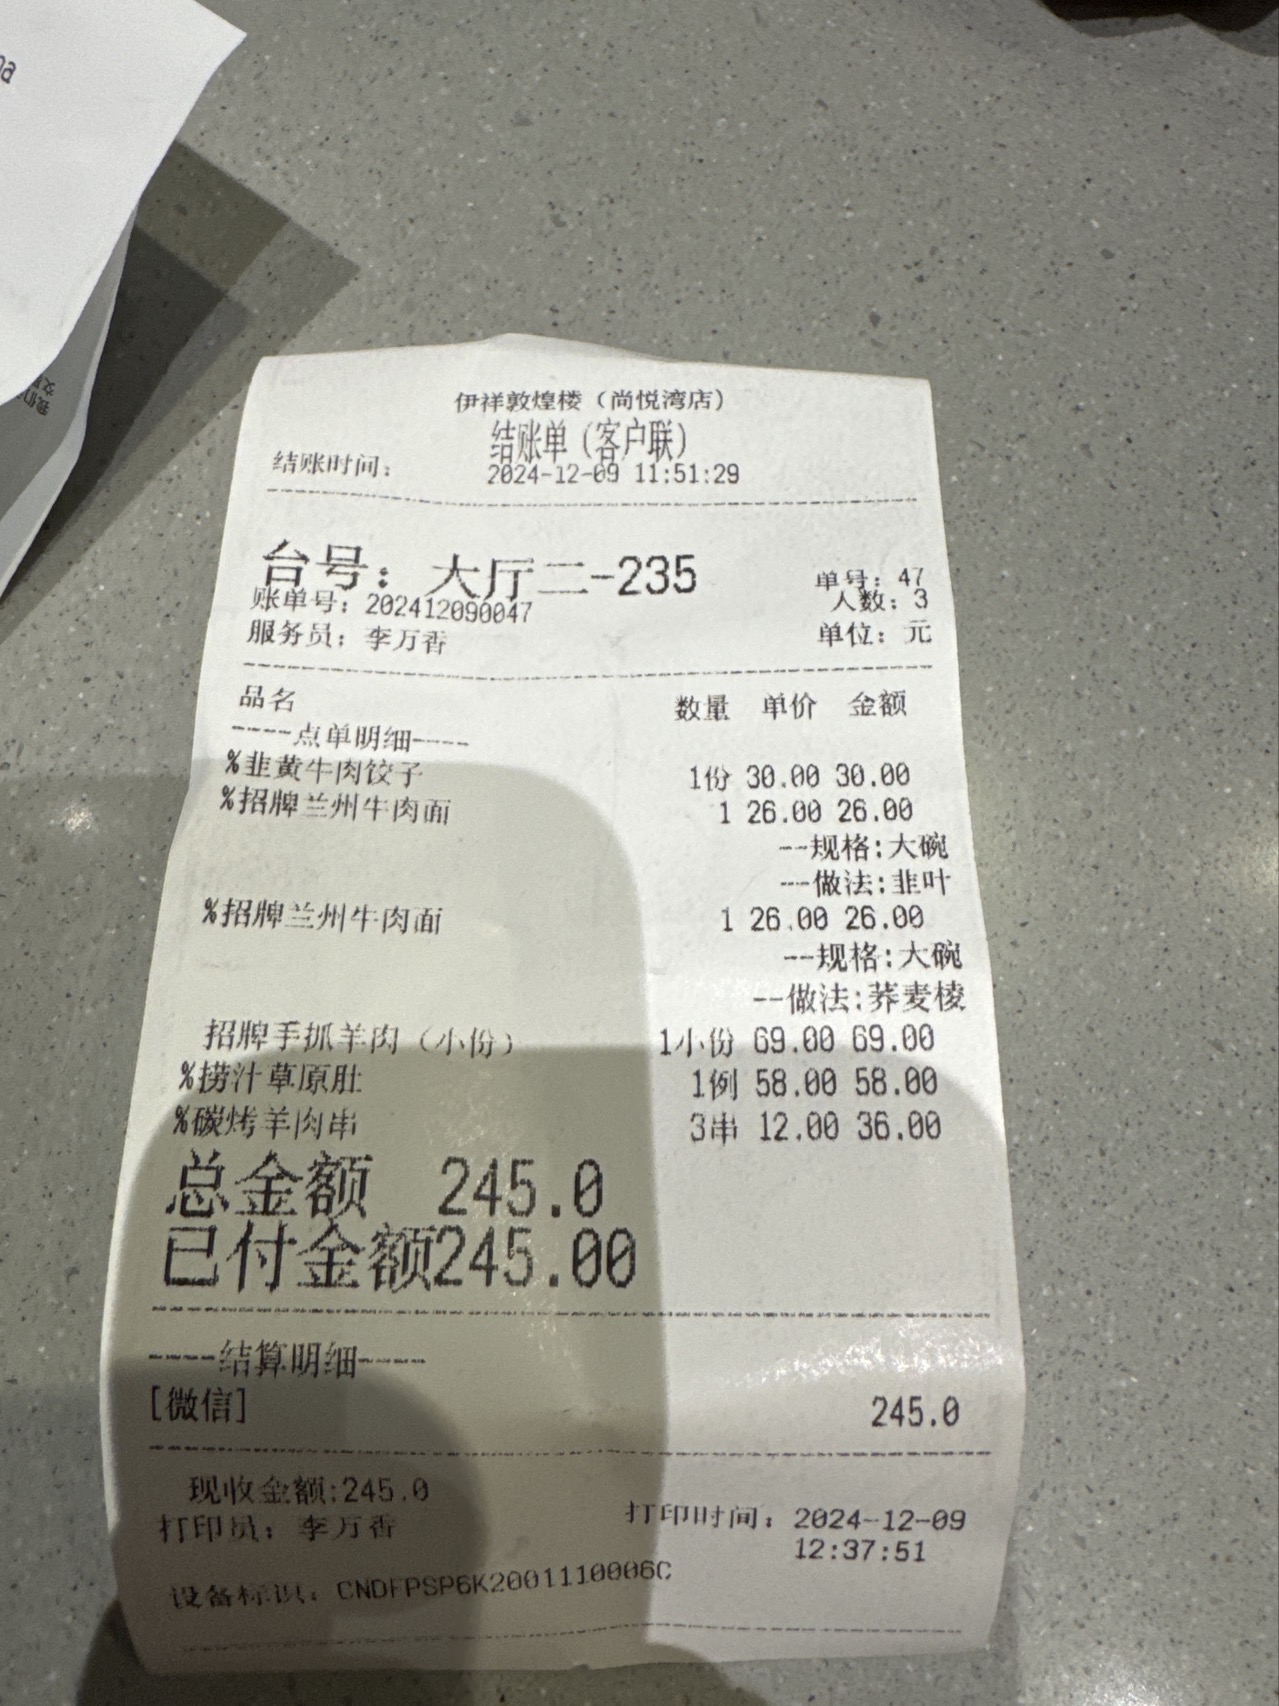 伊祥敦煌楼（尚悦湾店）
结账单（客户联）
结账时间： 2024-12-09 11:51:29
台号：大厅二-235 单号：47
账单号：202412090047 人数：3
服务员：李万香 单位：元
品名 数量 单价 金额
----点单明细----
%韭黄牛肉饺子 1份 30.00 30.00
%招牌兰州牛肉面 1 26.00 26.00
--规格:大碗
--做法:韭叶
%招牌兰州牛肉面 1 26.00 26.00
--规格:大碗
--做法:荞麦棱
招牌手抓羊肉（小份） 1小份 69.00 69.00
%捞汁草原肚 1例 58.00 58.00
%碳烤羊肉串 3串 12.00 36.00
总金额 245.0
已付金额245.00
----结算明细----
[微信] 245.0
现收金额:245.0
打印员：李万香 打印时间：2024-12-09
12:37:51
设备标识：CNDFPSP6K2001110006C